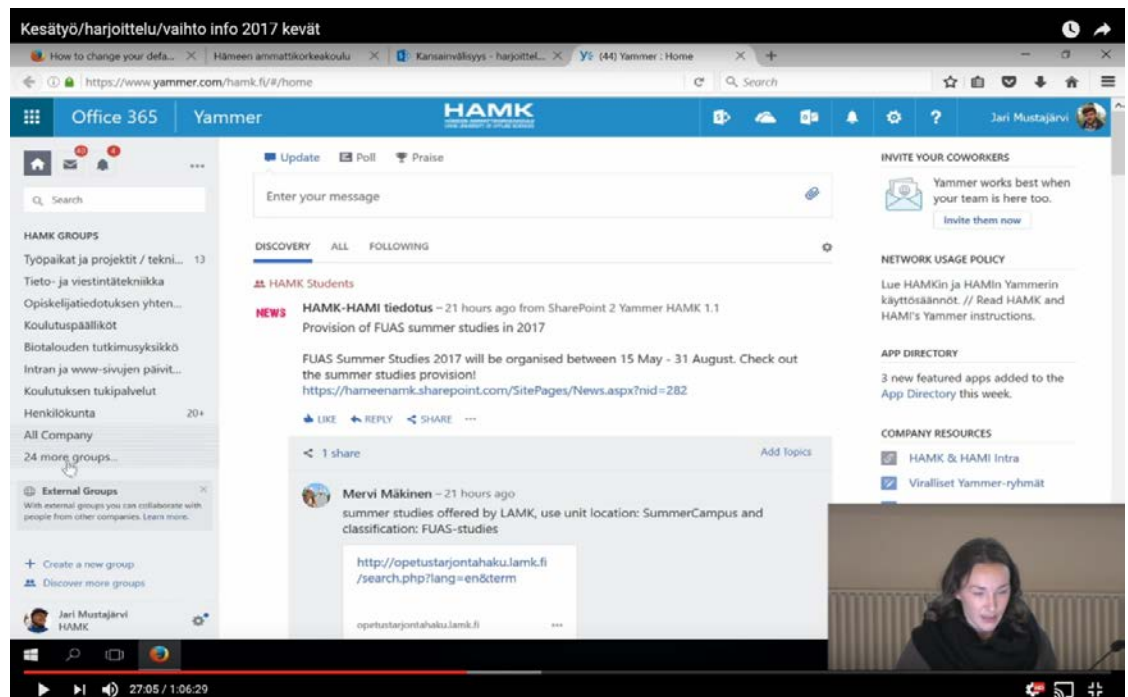 Kesätyö/harjoittelu/vaihto info 2017 kevät
How to change your defa...
Hämeen ammattikorkeakoulu
Kansainvälisyys - harjoittel...
(44) Yammer : Home
https://www.yammer.com/hamk.fi/#/home
Search
Office 365
Yammer
HAMK
Jari Mustajärvi
Search
HAMK GROUPS
Työpaikat ja projektit / tekni... 13
Tieto- ja viestintätekniikka
Opiskelijatiedotuksen yhten...
Koulutuspäälliköt
Biotalouden tutkimusyksikkö
Intran ja www-sivujen päivit...
Koulutuksen tukipalvelut
Henkilökunta 20+
All Company
24 more groups...
External Groups
With external groups you can collaborate with
people from other companies. Learn more.
+ Create a new group
Discover more groups
Jari Mustajärvi
HAMK
Update Poll Praise
Enter your message
DISCOVERY ALL FOLLOWING
HAMK Students
NEWS
HAMK-HAMI tiedotus – 21 hours ago from SharePoint 2 Yammer HAMK 1.1
Provision of FUAS summer studies in 2017
FUAS Summer Studies 2017 will be organised between 15 May - 31 August. Check out
the summer studies provision!
https://hameenamk.sharepoint.com/SitePages/News.aspx?nid=282
LIKE REPLY SHARE ...
1 share
Add Topics
Mervi Mäkinen – 21 hours ago
summer studies offered by LAMK, use unit location: SummerCampus and
classification: FUAS-studies
http://opetustarjontahaku.lamk.fi
/search.php?lang=en&term
opetustarjontahaku.lamk.fi ...
INVITE YOUR COWORKERS
Yammer works best when
your team is here too.
Invite them now
NETWORK USAGE POLICY
Lue HAMKin ja HAMIn Yammerin
käyttösäännöt. // Read HAMK and
HAMI's Yammer instructions.
APP DIRECTORY
3 new featured apps added to the
App Directory this week.
COMPANY RESOURCES
HAMK & HAMI Intra
Viralliset Yammer-ryhmät
27:05 / 1:06:29